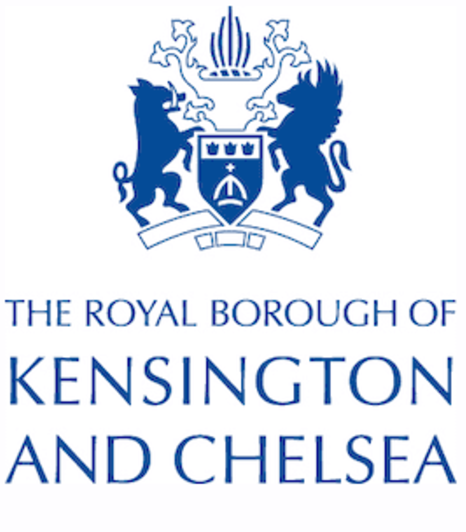 THE ROYAL BOROUGH OF
KENSINGTON
AND CHELSEA